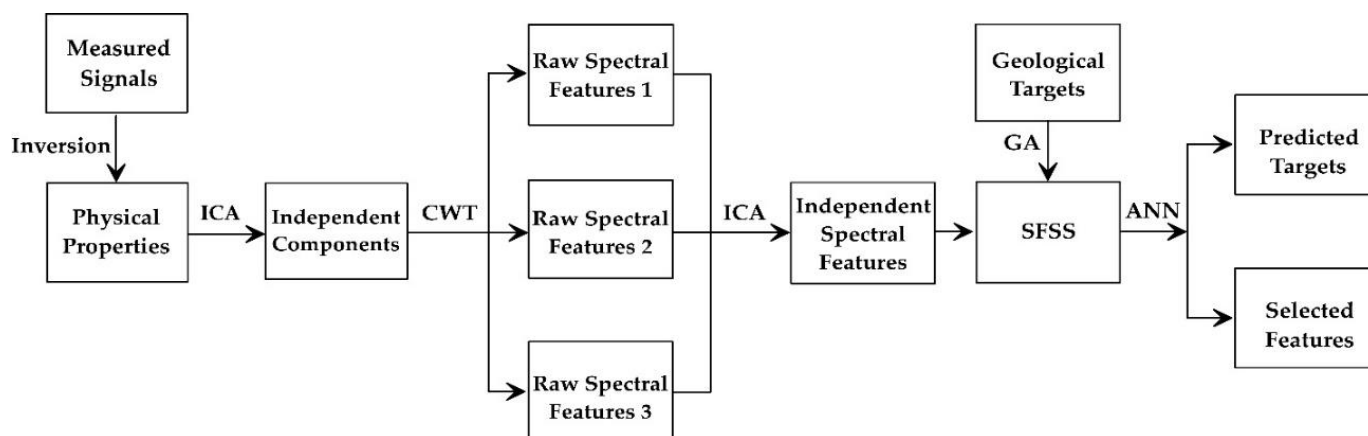 Measured
Signals
Inversion
Physical
Properties
ICA
Independent
Components
CWT
Raw Spectral
Features 1
Raw Spectral
Features 2
Raw Spectral
Features 3
ICA
Independent
Spectral
Features
Geological
Targets
GA
SFSS
ANN
Predicted
Targets
Selected
Features